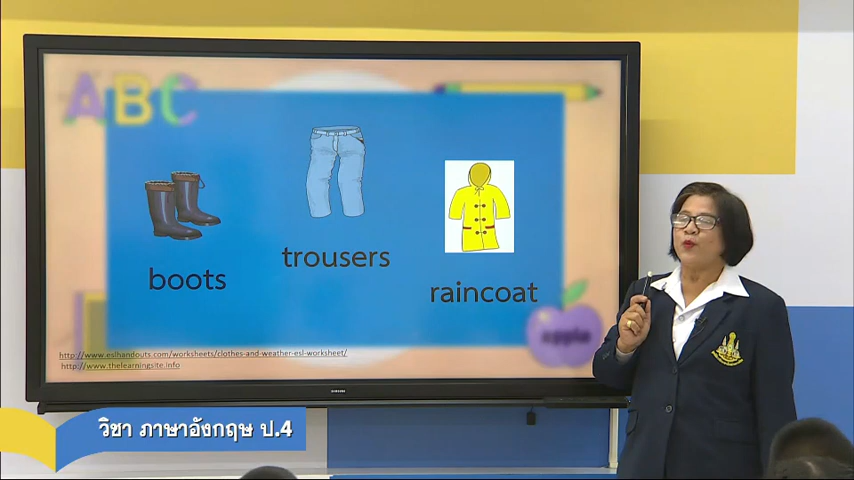 ABC
boots
trousers
raincoat
apple
http://www.eslhandouts.com/worksheets/clothes-and-weather-esl-worksheet/
http://www.thelearningsite.info
SAMSUNG
วิชา ภาษาอังกฤษ ป.4